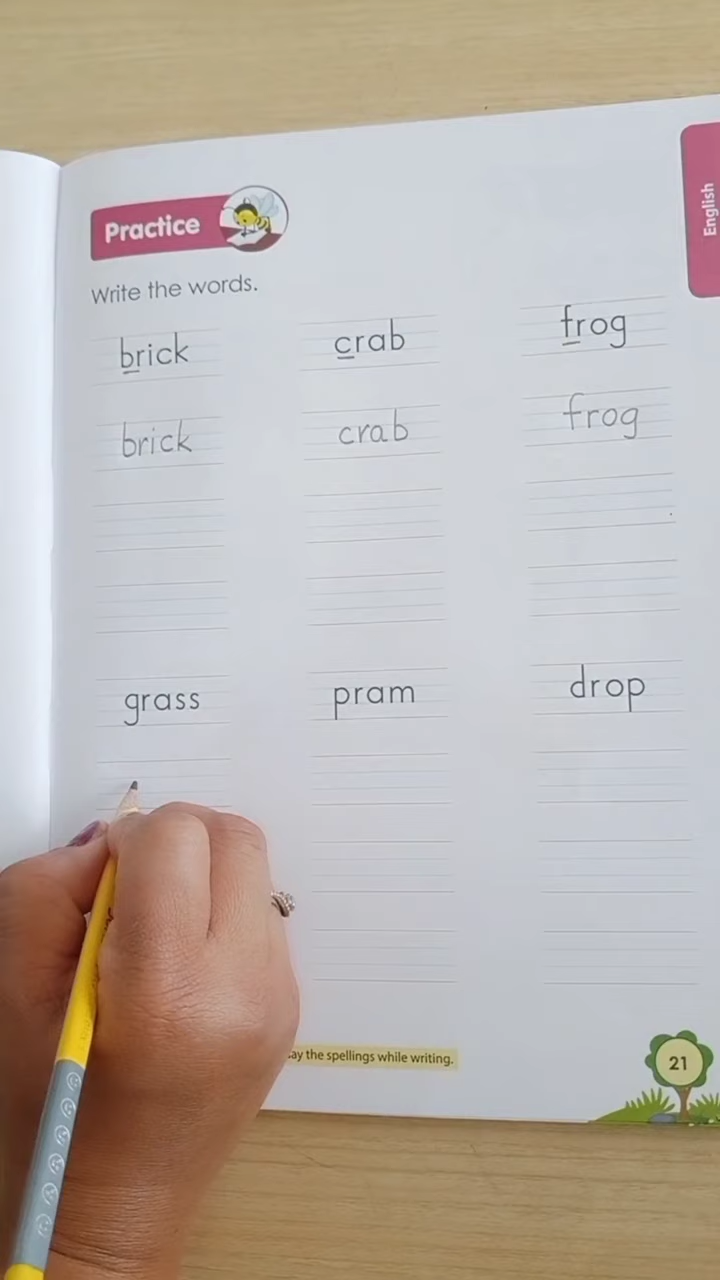 English
Practice
Write the words.
brick crab frog
brick crab frog
grass pram drop
the spellings while writing.
21